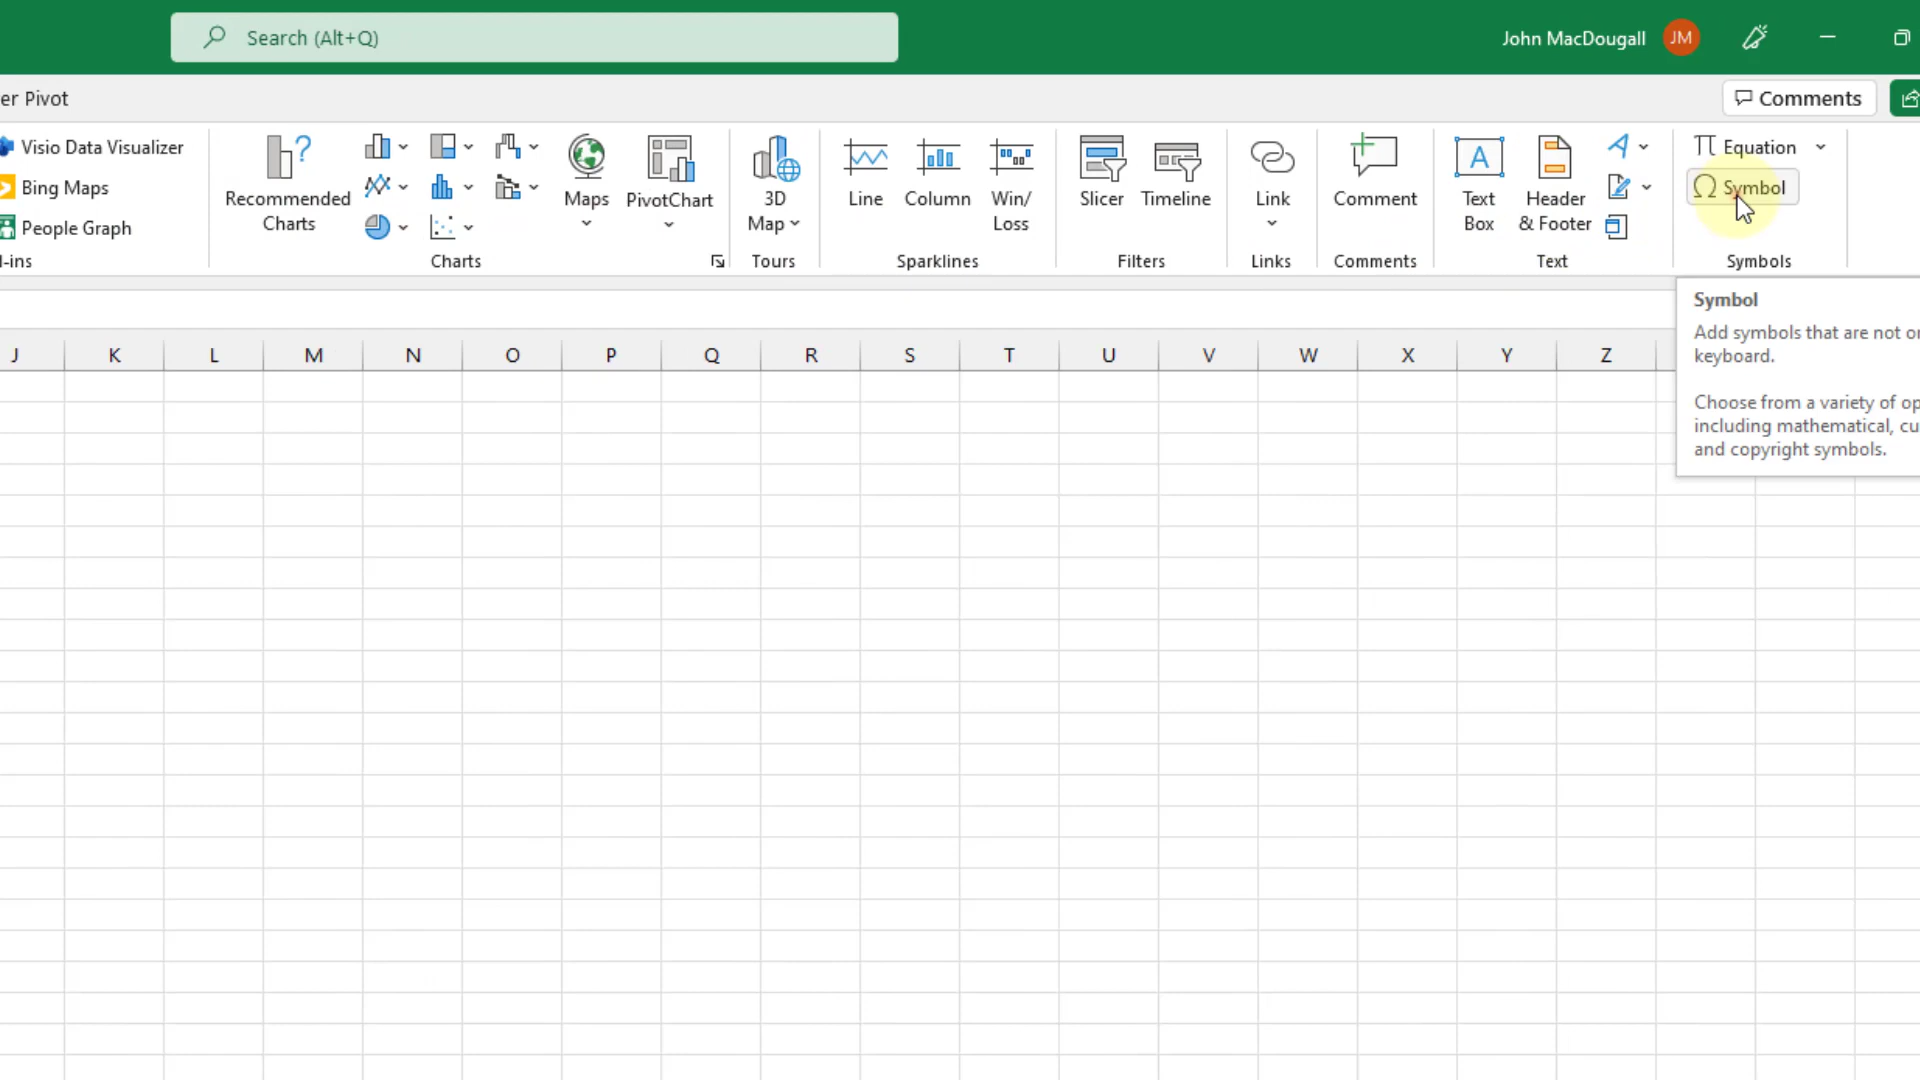 Search (Alt+Q)
John MacDougall
JM
er Pivot
Comments
Visio Data Visualizer
Bing Maps
People Graph
l-ins
Recommended
Charts
Maps
PivotChart
Charts
3D
Map
Tours
Line
Column
Win/
Loss
Sparklines
Slicer
Timeline
Filters
Link
Links
Comment
Comments
A
Text
Box
Header
& Footer
Text
Equation
Symbol
Symbols
Symbol
Add symbols that are not or
keyboard.
Choose from a variety of op
including mathematical, cu
and copyright symbols.
J K L M N O P Q R S T U V W X Y Z